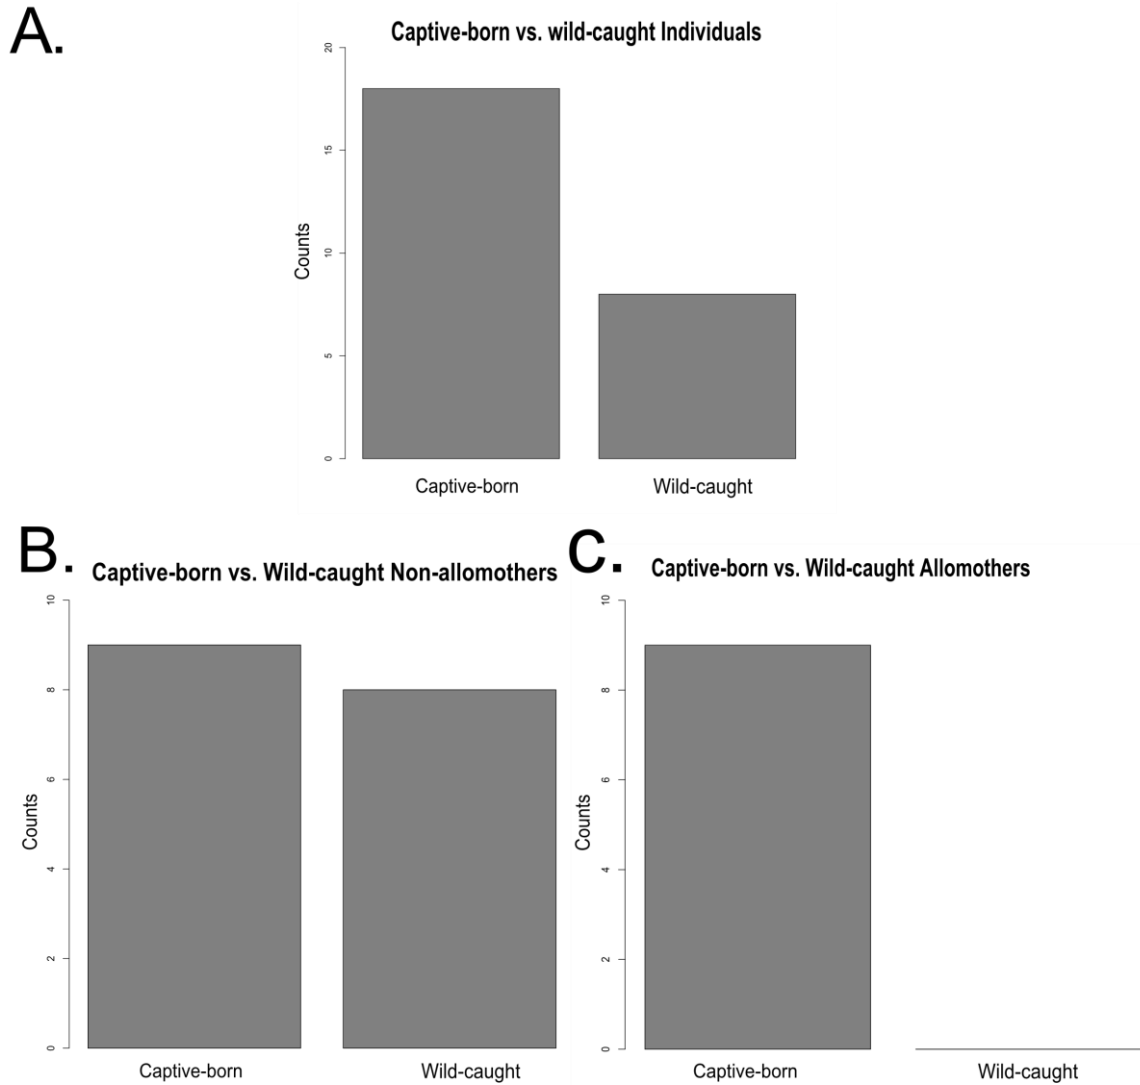 A.
Captive-born vs. wild-caught Individuals
20
15
10
5
0
Counts
Captive-born
Wild-caught
B.
Captive-born vs. Wild-caught Non-allomothers
10
8
6
4
2
0
Counts
Captive-born
Wild-caught
C.
Captive-born vs. Wild-caught Allomothers
10
8
6
4
2
0
Counts
Captive-born
Wild-caught